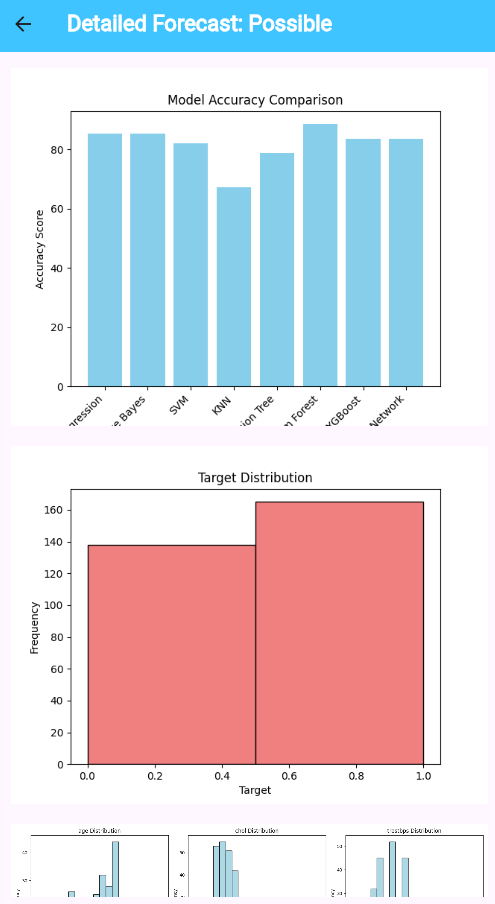 Detailed Forecast: Possible
Model Accuracy Comparison
Accuracy Score
80
60
40
20
0
ression
e Bayes
SVM
KNN
ion Tree
Forest
XGBoost
Network
Target Distribution
Frequency
160
140
120
100
80
60
40
20
0
0.0 0.2 0.4 0.6 0.8 1.0
Target
age Distribution chol Distribution trestbps Distribution